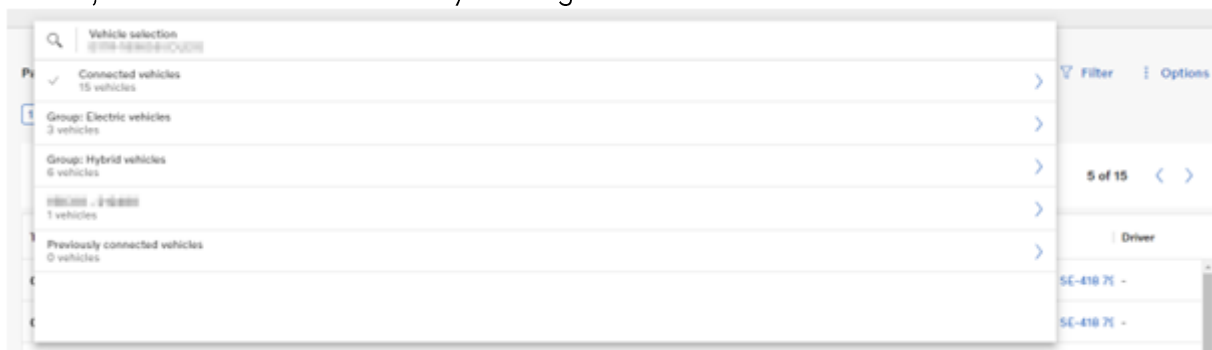 Vehicle selection
Connected vehicles
15 vehicles
Filter
Options
Group: Electric vehicles
3 vehicles
Group: Hybrid vehicles
6 vehicles
5 of 15
1 vehicles
Previously connected vehicles
0 vehicles
Driver
-
-